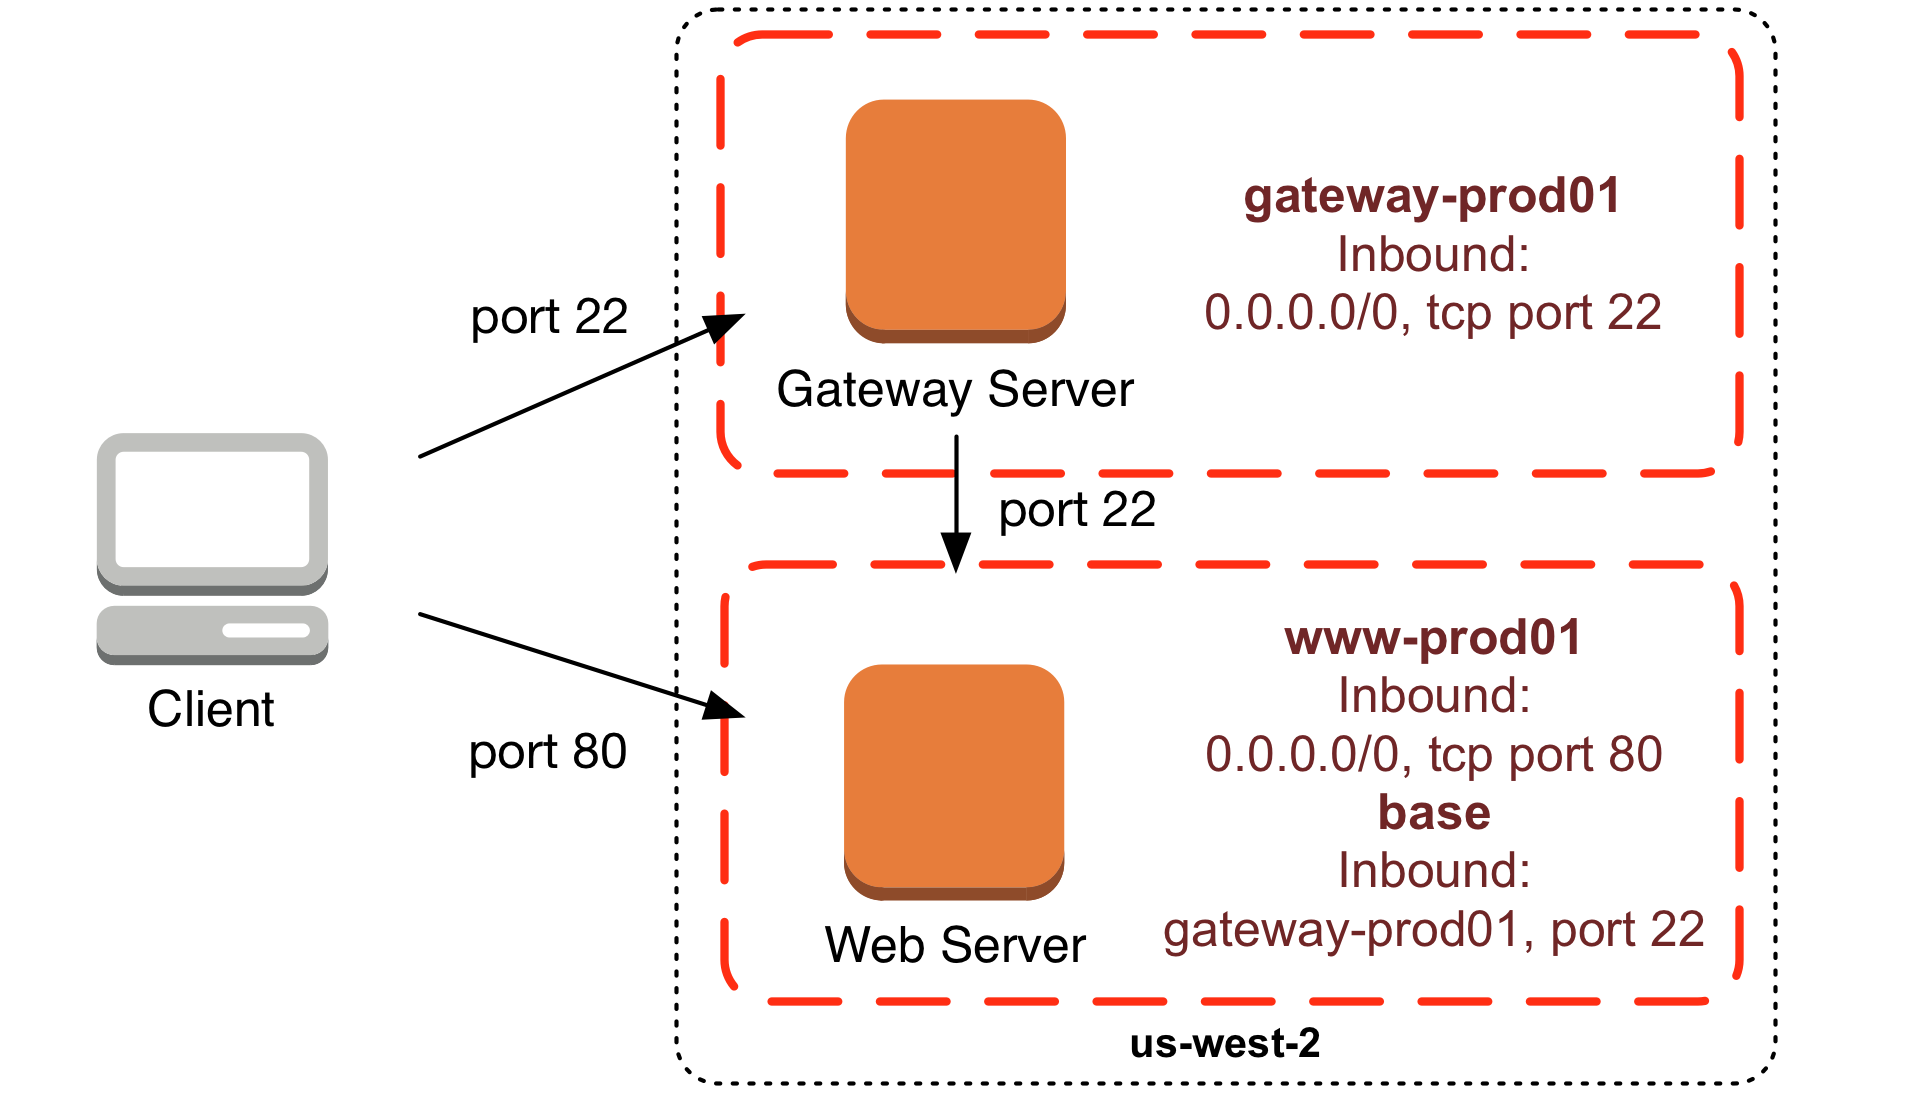 gateway-prod01
Inbound:
0.0.0.0/0, tcp port 22
port 22
Gateway Server
port 22
www-prod01
Inbound:
0.0.0.0/0, tcp port 80
base
Inbound:
gateway-prod01, port 22
Client
port 80
Web Server
us-west-2